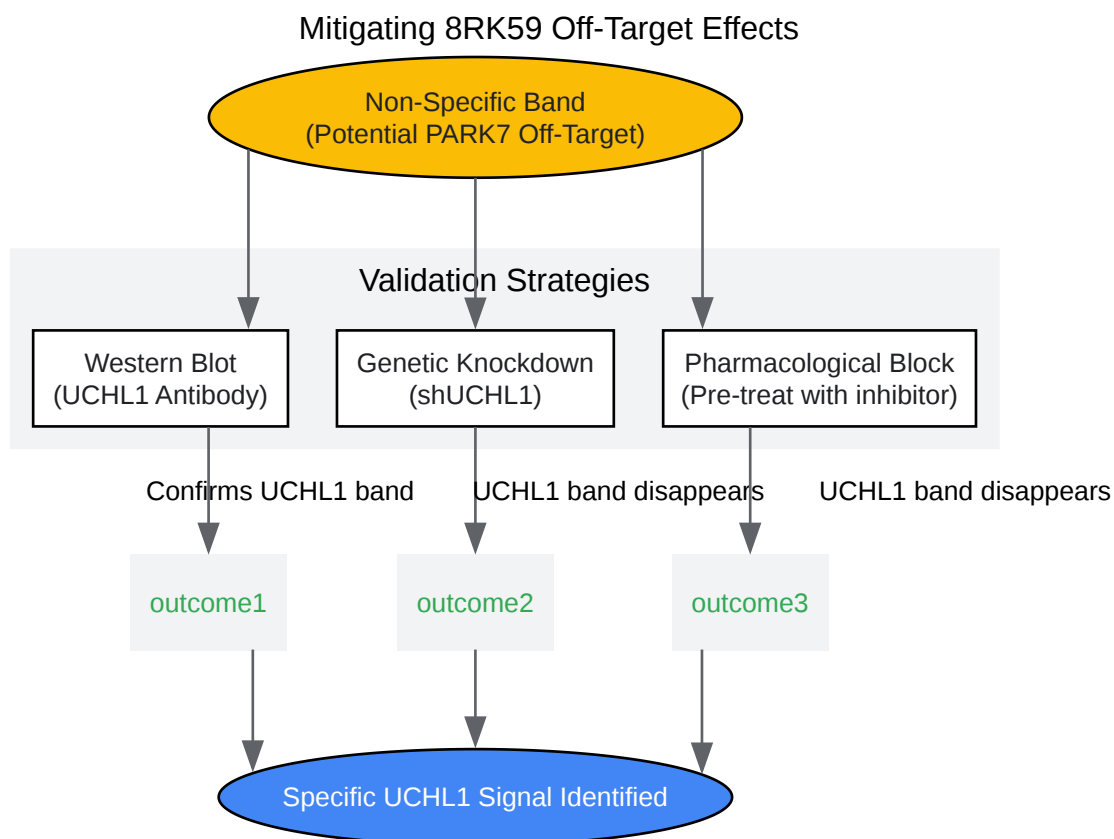 Mitigating 8RK59 Off-Target Effects
Non-Specific Band
(Potential PARK7 Off-Target)
Validation Strategies
Western Blot
(UCHL1 Antibody)
Genetic Knockdown
(shUCHL1)
Pharmacological Block
(Pre-treat with inhibitor)
Confirms UCHL1 band
UCHL1 band disappears
UCHL1 band disappears
outcome1
outcome2
outcome3
Specific UCHL1 Signal Identified